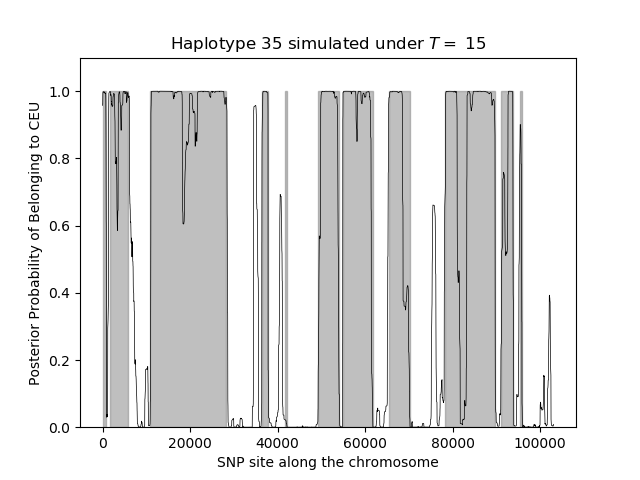 Haplotype 35 simulated under T = 15
Posterior Probability of Belonging to CEU
1.0
0.8
0.6
0.4
0.2
0.0
0 20000 40000 60000 80000 100000
SNP site along the chromosome